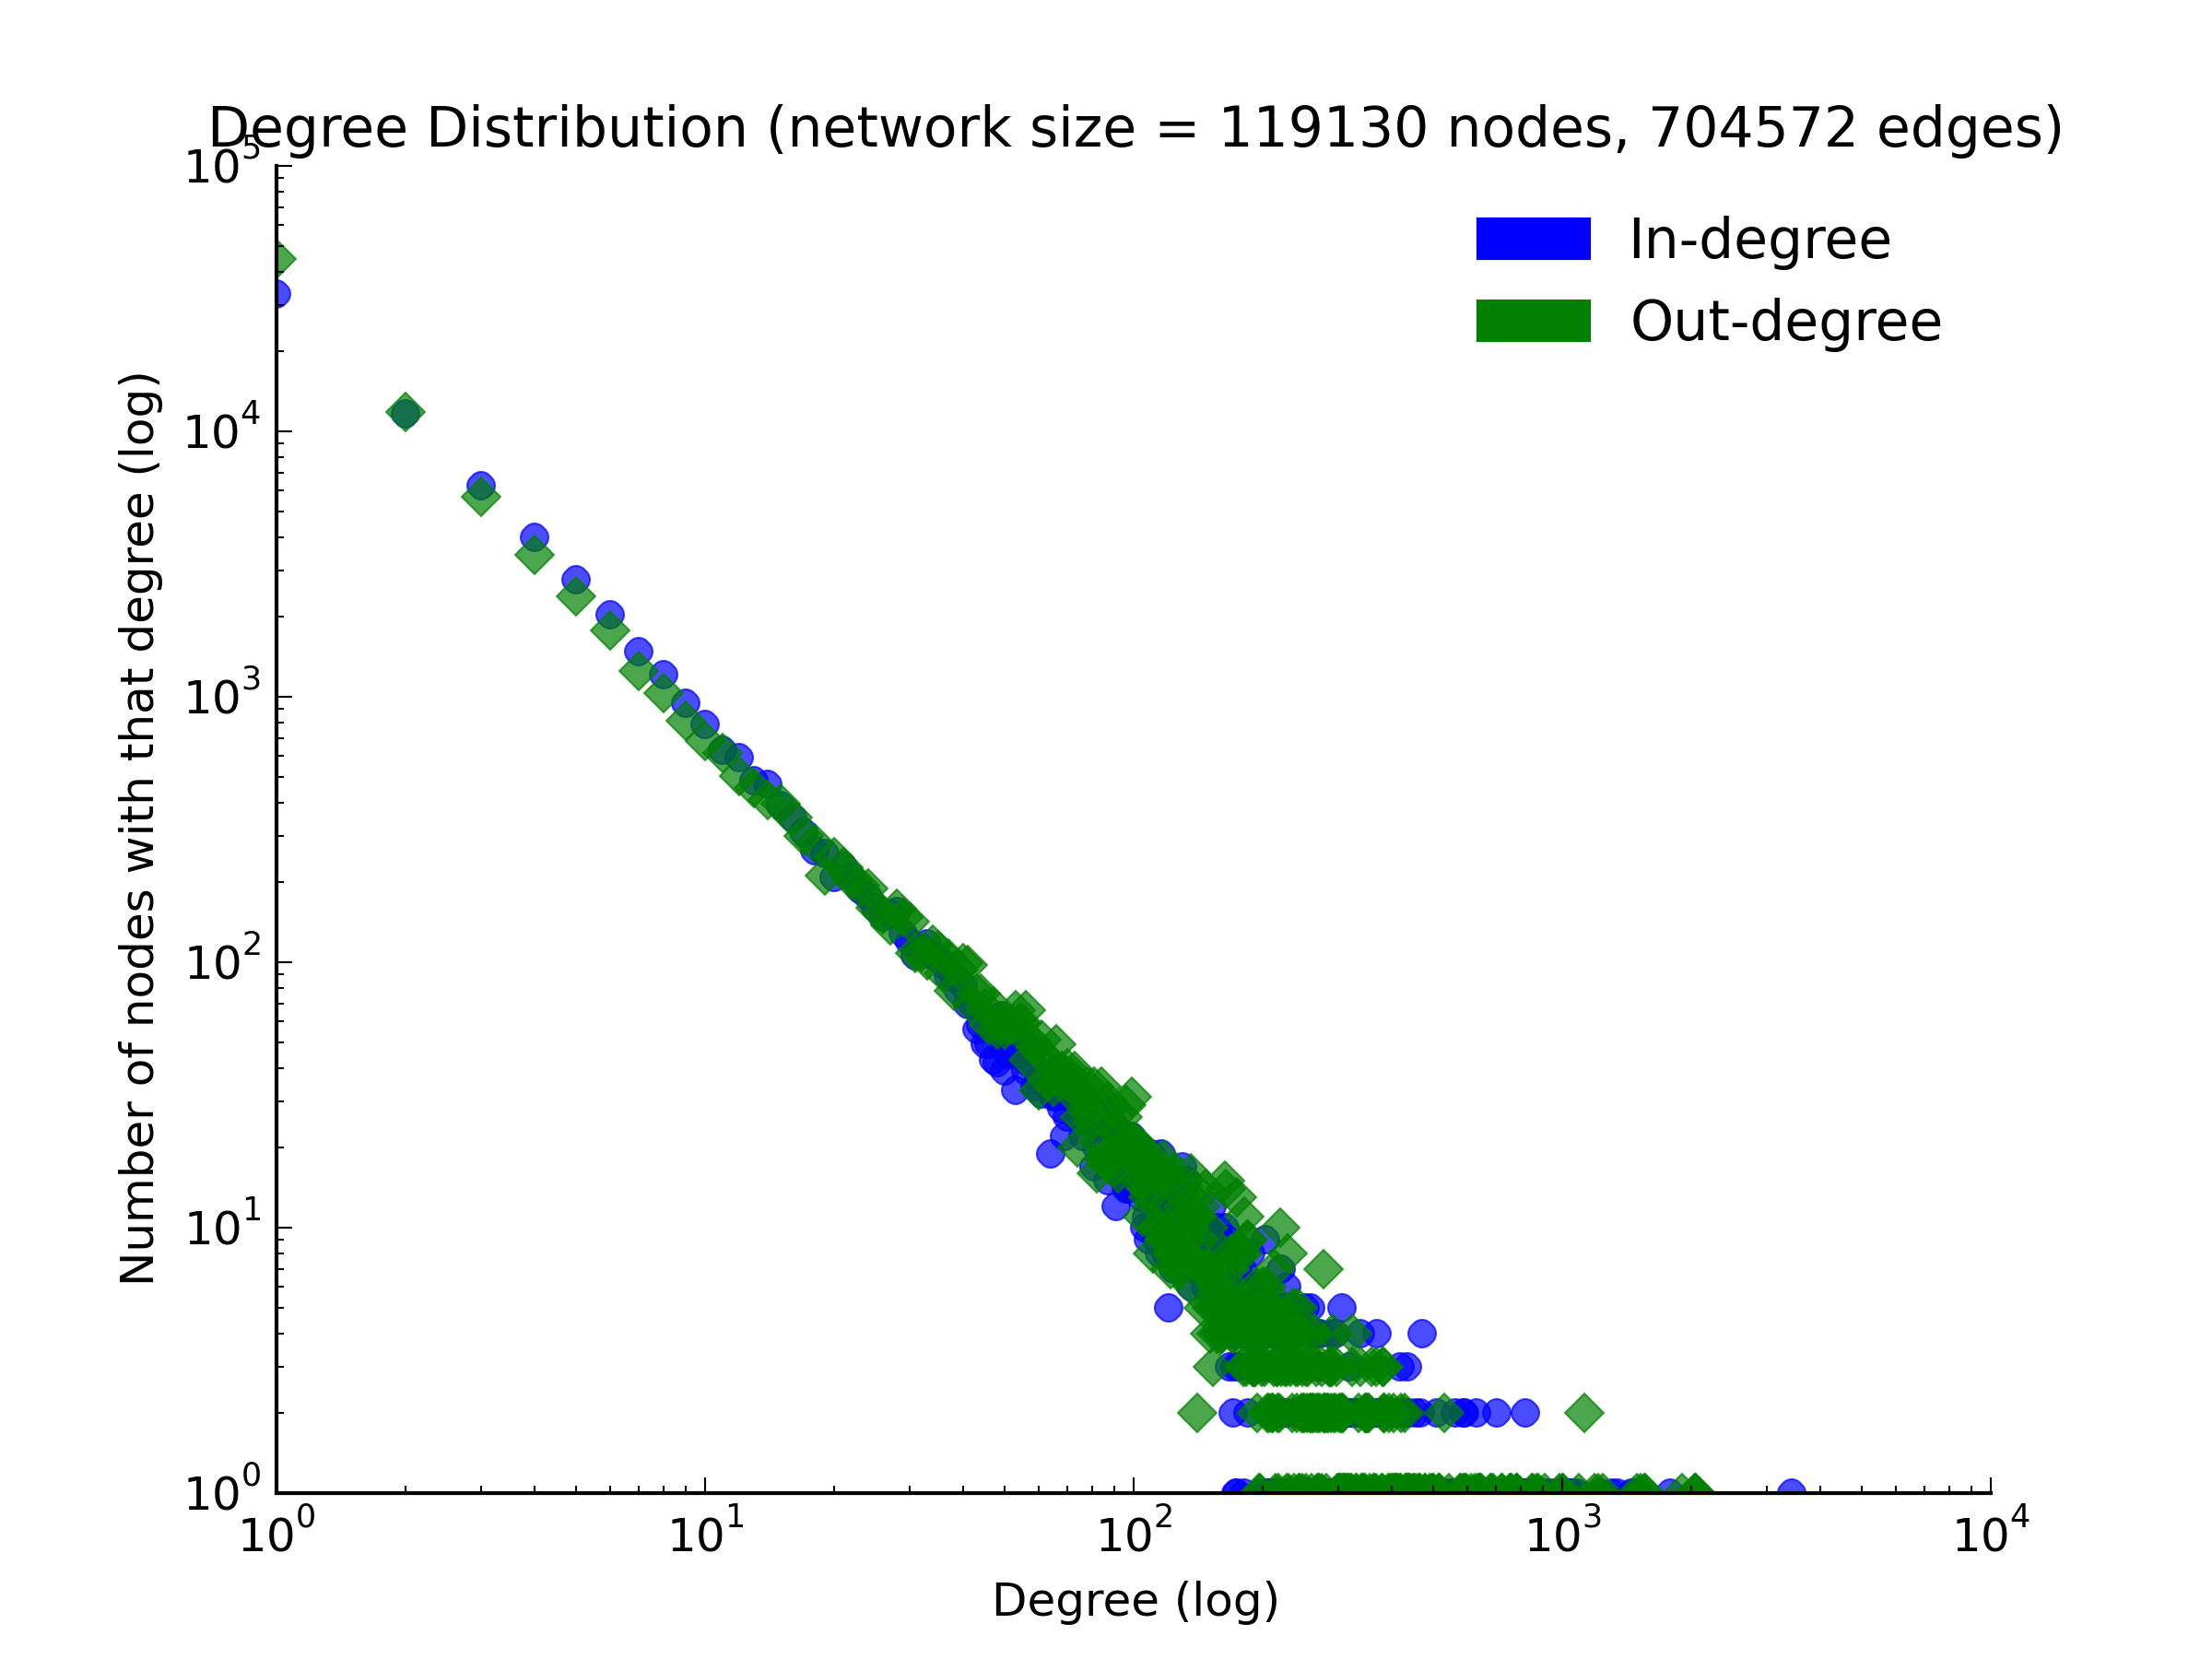 Degree Distribution (network size = 119130 nodes, 704572 edges)
In-degree
Out-degree
Number of nodes with that degree (log)
10^5
10^4
10^3
10^2
10^1
10^0
10^0 10^1 10^2 10^3 10^4
Degree (log)